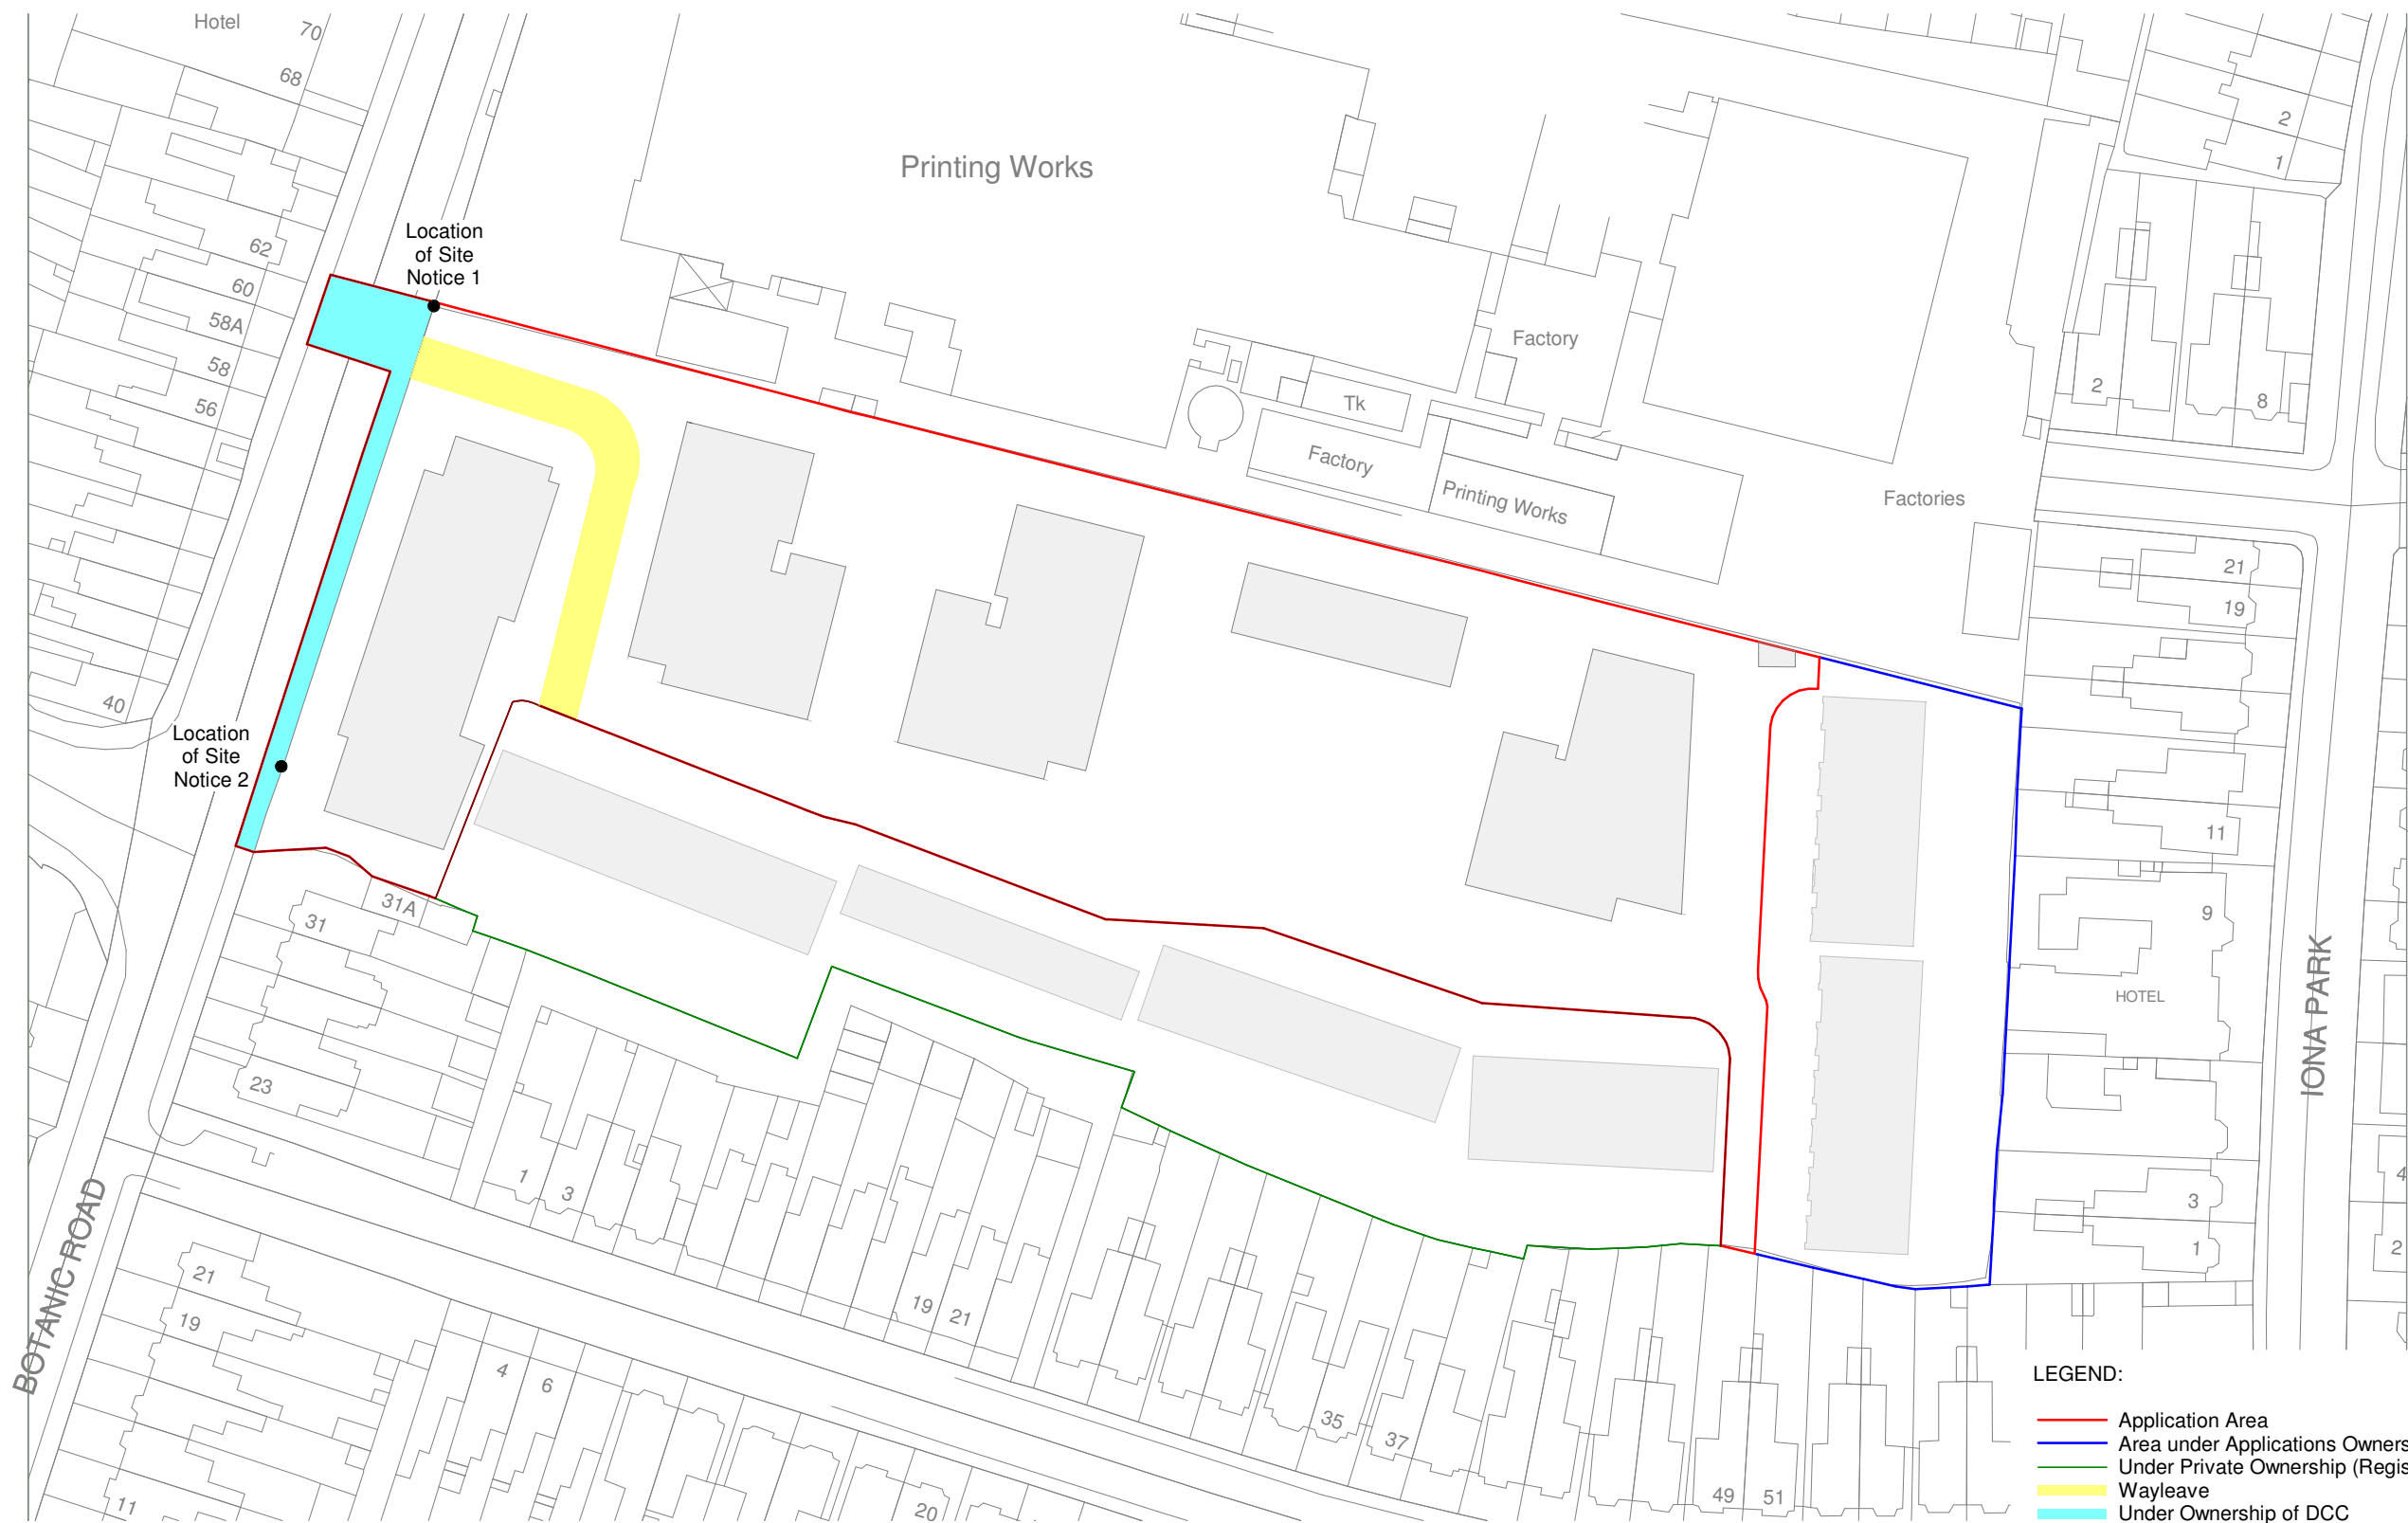 Hotel
70
68
Printing Works
2
1
Location
of Site
Notice 1
62
60
58A
58
56
Factory
Tk
Factory
Printing Works
Factories
2
8
21
19
40
Location
of Site
Notice 2
11
31A
31
9
HOTEL
IONA PARK
23
1
3
3
1
4
2
BOTANIC ROAD
21
19
19
21
4
6
35
37
49
51
11
20
LEGEND:
Application Area
Area under Applications Owners
Under Private Ownership (Regis
Wayleave
Under Ownership of DCC